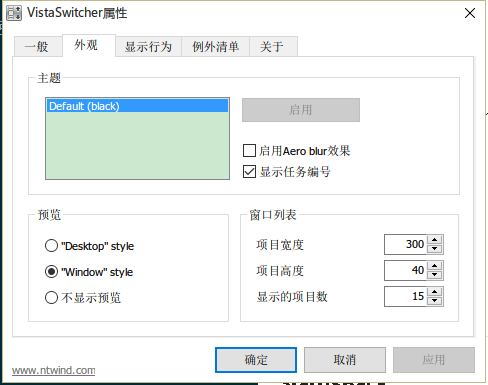 VistaSwitcher属性
一般
外观
显示行为
例外清单
关于
主题
Default (black)
启用
启用Aero blur效果
显示任务编号
预览
"Desktop" style
"Window" style
不显示预览
窗口列表
项目宽度 300
项目高度 40
显示的项目数 15
www.ntwind.com
确定
取消
应用